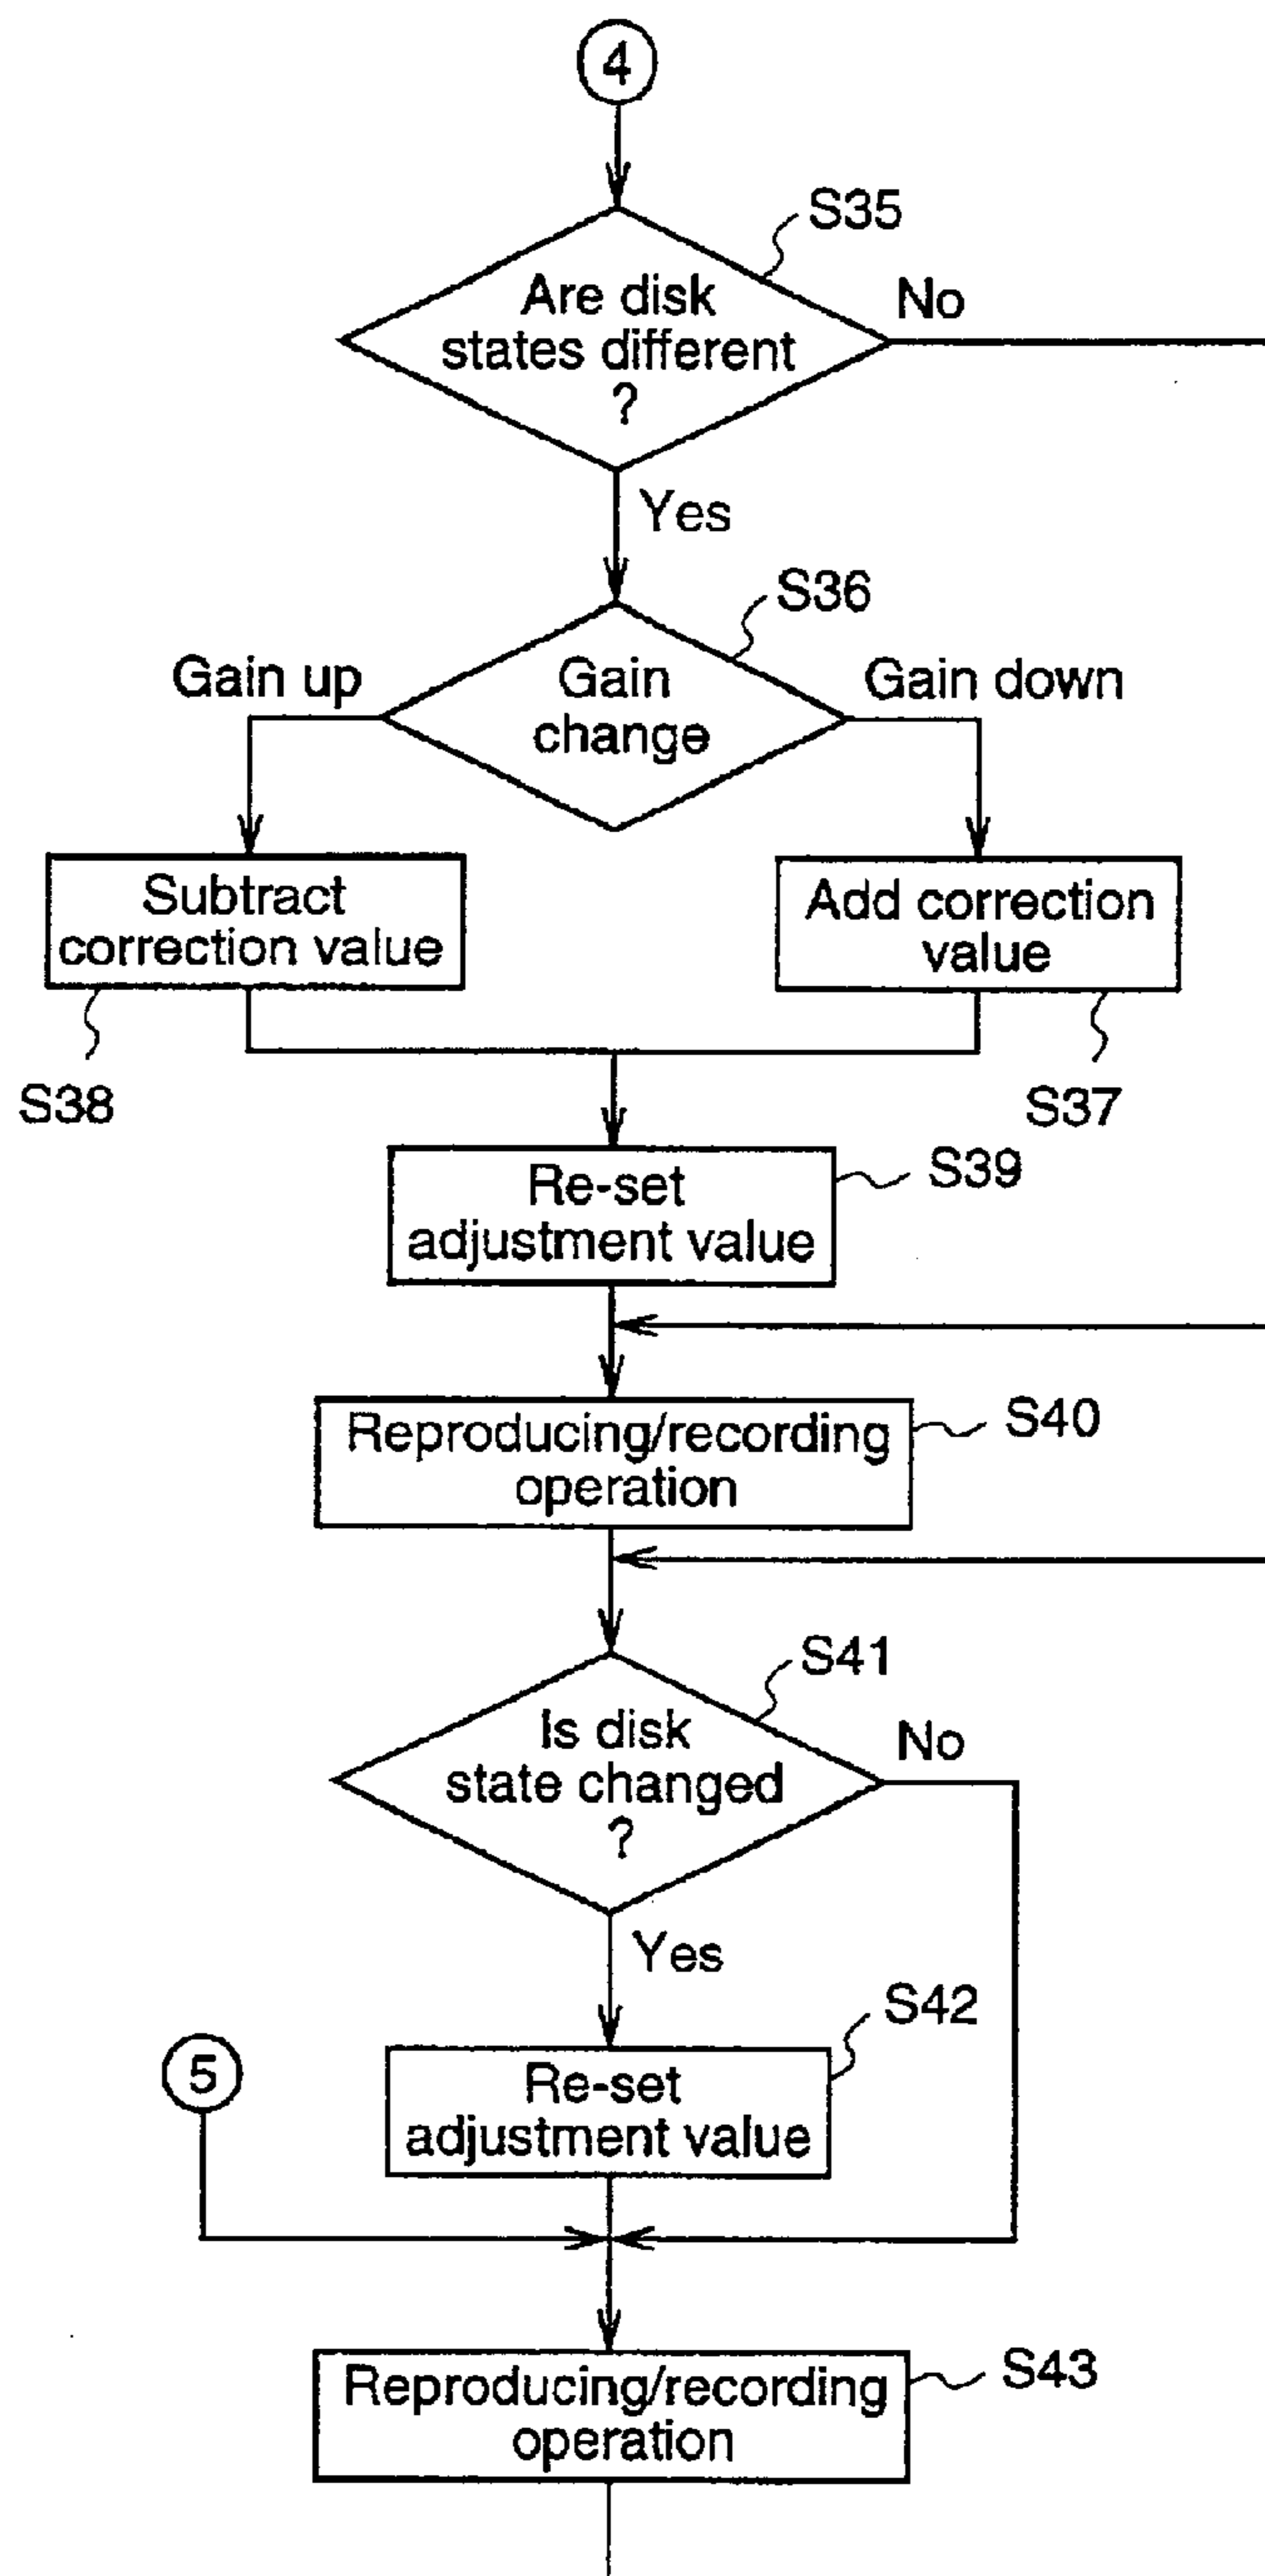 4
S35
Are disk
states different
?
No
Yes
S36
Gain up
Gain
change
Gain down
Subtract
correction value
Add correction
value
S38
S37
Re-set
adjustment value
S39
Reproducing/recording
operation
S40
S41
Is disk
state changed
?
No
Yes
S42
5
Re-set
adjustment value
Reproducing/recording
operation
S43